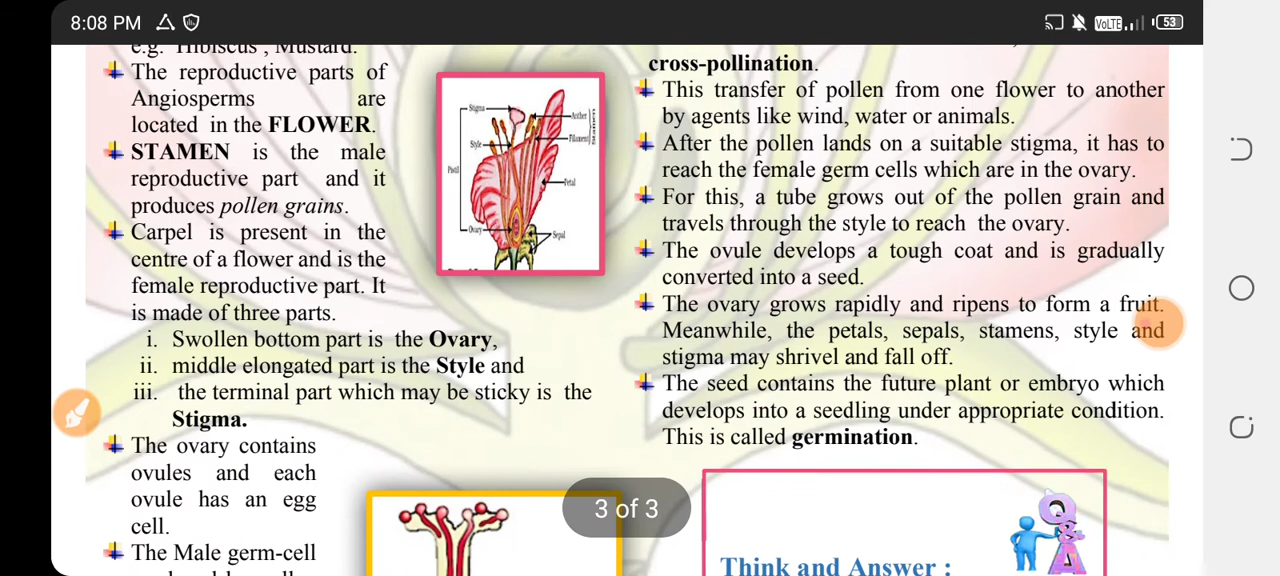 8:08 PM
VoLTE
53
e.g. Hibiscus , Mustard.
The reproductive parts of
Angiosperms are
located in the FLOWER.
STAMEN is the male
reproductive part and it
produces pollen grains.
Carpel is present in the
centre of a flower and is the
female reproductive part. It
is made of three parts.
i. Swollen bottom part is the Ovary,
ii. middle elongated part is the Style and
iii. the terminal part which may be sticky is the
Stigma.
The ovary contains
ovules and each
ovule has an egg
cell.
The Male germ-cell
Stigma
Anther
Filament
Style
Petal
Ovary
Sepal
cross-pollination.
This transfer of pollen from one flower to another
by agents like wind, water or animals.
After the pollen lands on a suitable stigma, it has to
reach the female germ cells which are in the ovary.
For this, a tube grows out of the pollen grain and
travels through the style to reach the ovary.
The ovule develops a tough coat and is gradually
converted into a seed.
The ovary grows rapidly and ripens to form a fruit.
Meanwhile, the petals, sepals, stamens, style and
stigma may shrivel and fall off.
The seed contains the future plant or embryo which
develops into a seedling under appropriate condition.
This is called germination.
3 of 3
Q&A
Think and Answer :